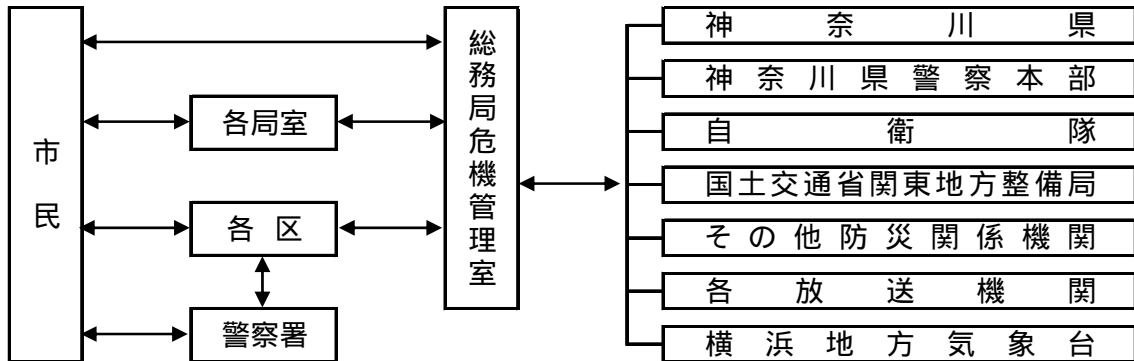 市民
各局室
各区
警察署
総務局危機管理室
神奈川県
神奈川県警察本部
自衛隊
国土交通省関東地方整備局
その他防災関係機関
各放送機関
横浜地方気象台